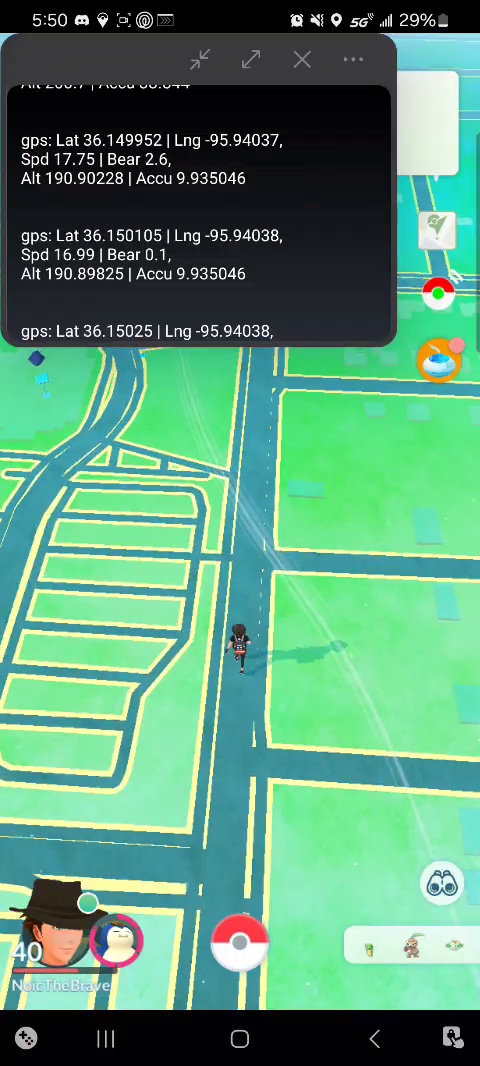 5:50
5G
29%
gps: Lat 36.149952 | Lng -95.94037,
Spd 17.75 | Bear 2.6,
Alt 190.90228 | Accu 9.935046
gps: Lat 36.150105 | Lng -95.94038,
Spd 16.99 | Bear 0.1,
Alt 190.89825 | Accu 9.935046
gps: Lat 36.15025 | Lng -95.94038,
40
NoicTheBrave